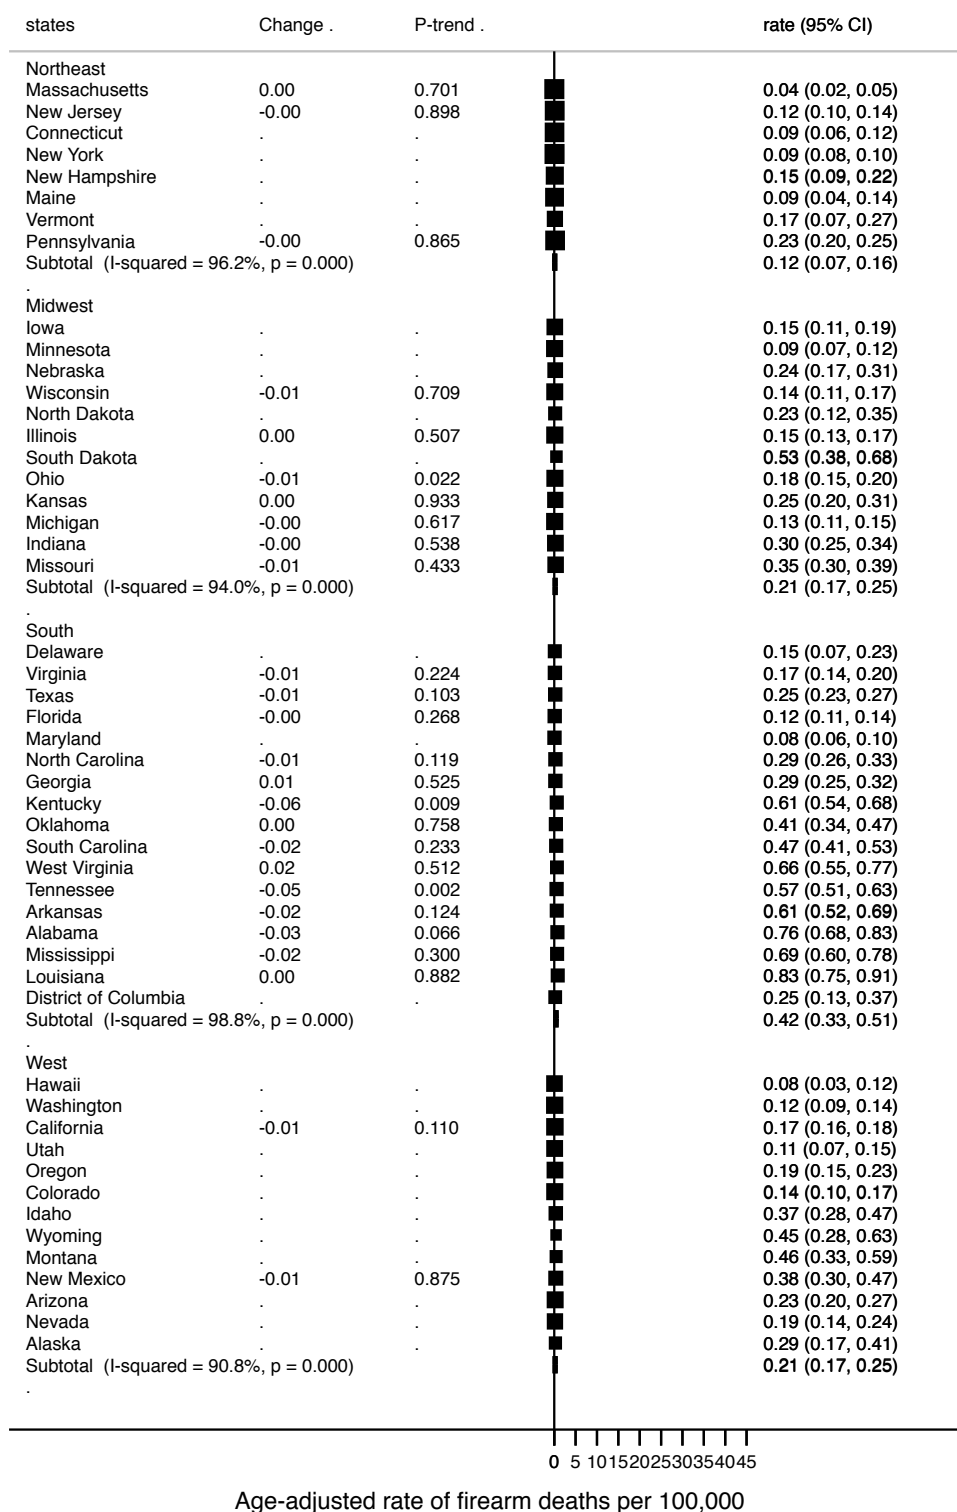 states Change . P-trend . rate (95% CI)
Northeast
Massachusetts 0.00 0.701 0.04 (0.02, 0.05)
New Jersey -0.00 0.898 0.12 (0.10, 0.14)
Connecticut . . 0.09 (0.06, 0.12)
New York . . 0.09 (0.08, 0.10)
New Hampshire . . 0.15 (0.09, 0.22)
Maine . . 0.09 (0.04, 0.14)
Vermont . . 0.17 (0.07, 0.27)
Pennsylvania -0.00 0.865 0.23 (0.20, 0.25)
Subtotal (I-squared = 96.2%, p = 0.000) 0.12 (0.07, 0.16)
.
Midwest
Iowa . . 0.15 (0.11, 0.19)
Minnesota . . 0.09 (0.07, 0.12)
Nebraska . . 0.24 (0.17, 0.31)
Wisconsin -0.01 0.709 0.14 (0.11, 0.17)
North Dakota . . 0.23 (0.12, 0.35)
Illinois 0.00 0.507 0.15 (0.13, 0.17)
South Dakota . . 0.53 (0.38, 0.68)
Ohio -0.01 0.022 0.18 (0.15, 0.20)
Kansas 0.00 0.933 0.25 (0.20, 0.31)
Michigan -0.00 0.617 0.13 (0.11, 0.15)
Indiana -0.00 0.538 0.30 (0.25, 0.34)
Missouri -0.01 0.433 0.35 (0.30, 0.39)
Subtotal (I-squared = 94.0%, p = 0.000) 0.21 (0.17, 0.25)
.
South
Delaware . . 0.15 (0.07, 0.23)
Virginia -0.01 0.224 0.17 (0.14, 0.20)
Texas -0.01 0.103 0.25 (0.23, 0.27)
Florida -0.00 0.268 0.12 (0.11, 0.14)
Maryland . . 0.08 (0.06, 0.10)
North Carolina -0.01 0.119 0.29 (0.26, 0.33)
Georgia 0.01 0.525 0.29 (0.25, 0.32)
Kentucky -0.06 0.009 0.61 (0.54, 0.68)
Oklahoma 0.00 0.758 0.41 (0.34, 0.47)
South Carolina -0.02 0.233 0.47 (0.41, 0.53)
West Virginia 0.02 0.512 0.66 (0.55, 0.77)
Tennessee -0.05 0.002 0.57 (0.51, 0.63)
Arkansas -0.02 0.124 0.61 (0.52, 0.69)
Alabama -0.03 0.066 0.76 (0.68, 0.83)
Mississippi -0.02 0.300 0.69 (0.60, 0.78)
Louisiana 0.00 0.882 0.83 (0.75, 0.91)
District of Columbia . . 0.25 (0.13, 0.37)
Subtotal (I-squared = 98.8%, p = 0.000) 0.42 (0.33, 0.51)
.
West
Hawaii . . 0.08 (0.03, 0.12)
Washington . . 0.12 (0.09, 0.14)
California -0.01 0.110 0.17 (0.16, 0.18)
Utah . . 0.11 (0.07, 0.15)
Oregon . . 0.19 (0.15, 0.23)
Colorado . . 0.14 (0.10, 0.17)
Idaho . . 0.37 (0.28, 0.47)
Wyoming . . 0.45 (0.28, 0.63)
Montana . . 0.46 (0.33, 0.59)
New Mexico -0.01 0.875 0.38 (0.30, 0.47)
Arizona . . 0.23 (0.20, 0.27)
Nevada . . 0.19 (0.14, 0.24)
Alaska . . 0.29 (0.17, 0.41)
Subtotal (I-squared = 90.8%, p = 0.000) 0.21 (0.17, 0.25)
.
0 5 10 15 20 25 30 35 40 45
Age-adjusted rate of firearm deaths per 100,000